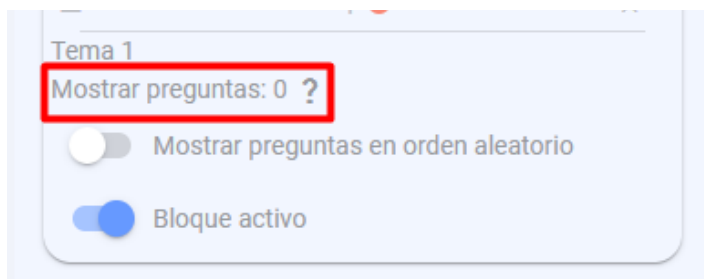 Tema 1
Mostrar preguntas: 0 ?
Mostrar preguntas en orden aleatorio
Bloque activo